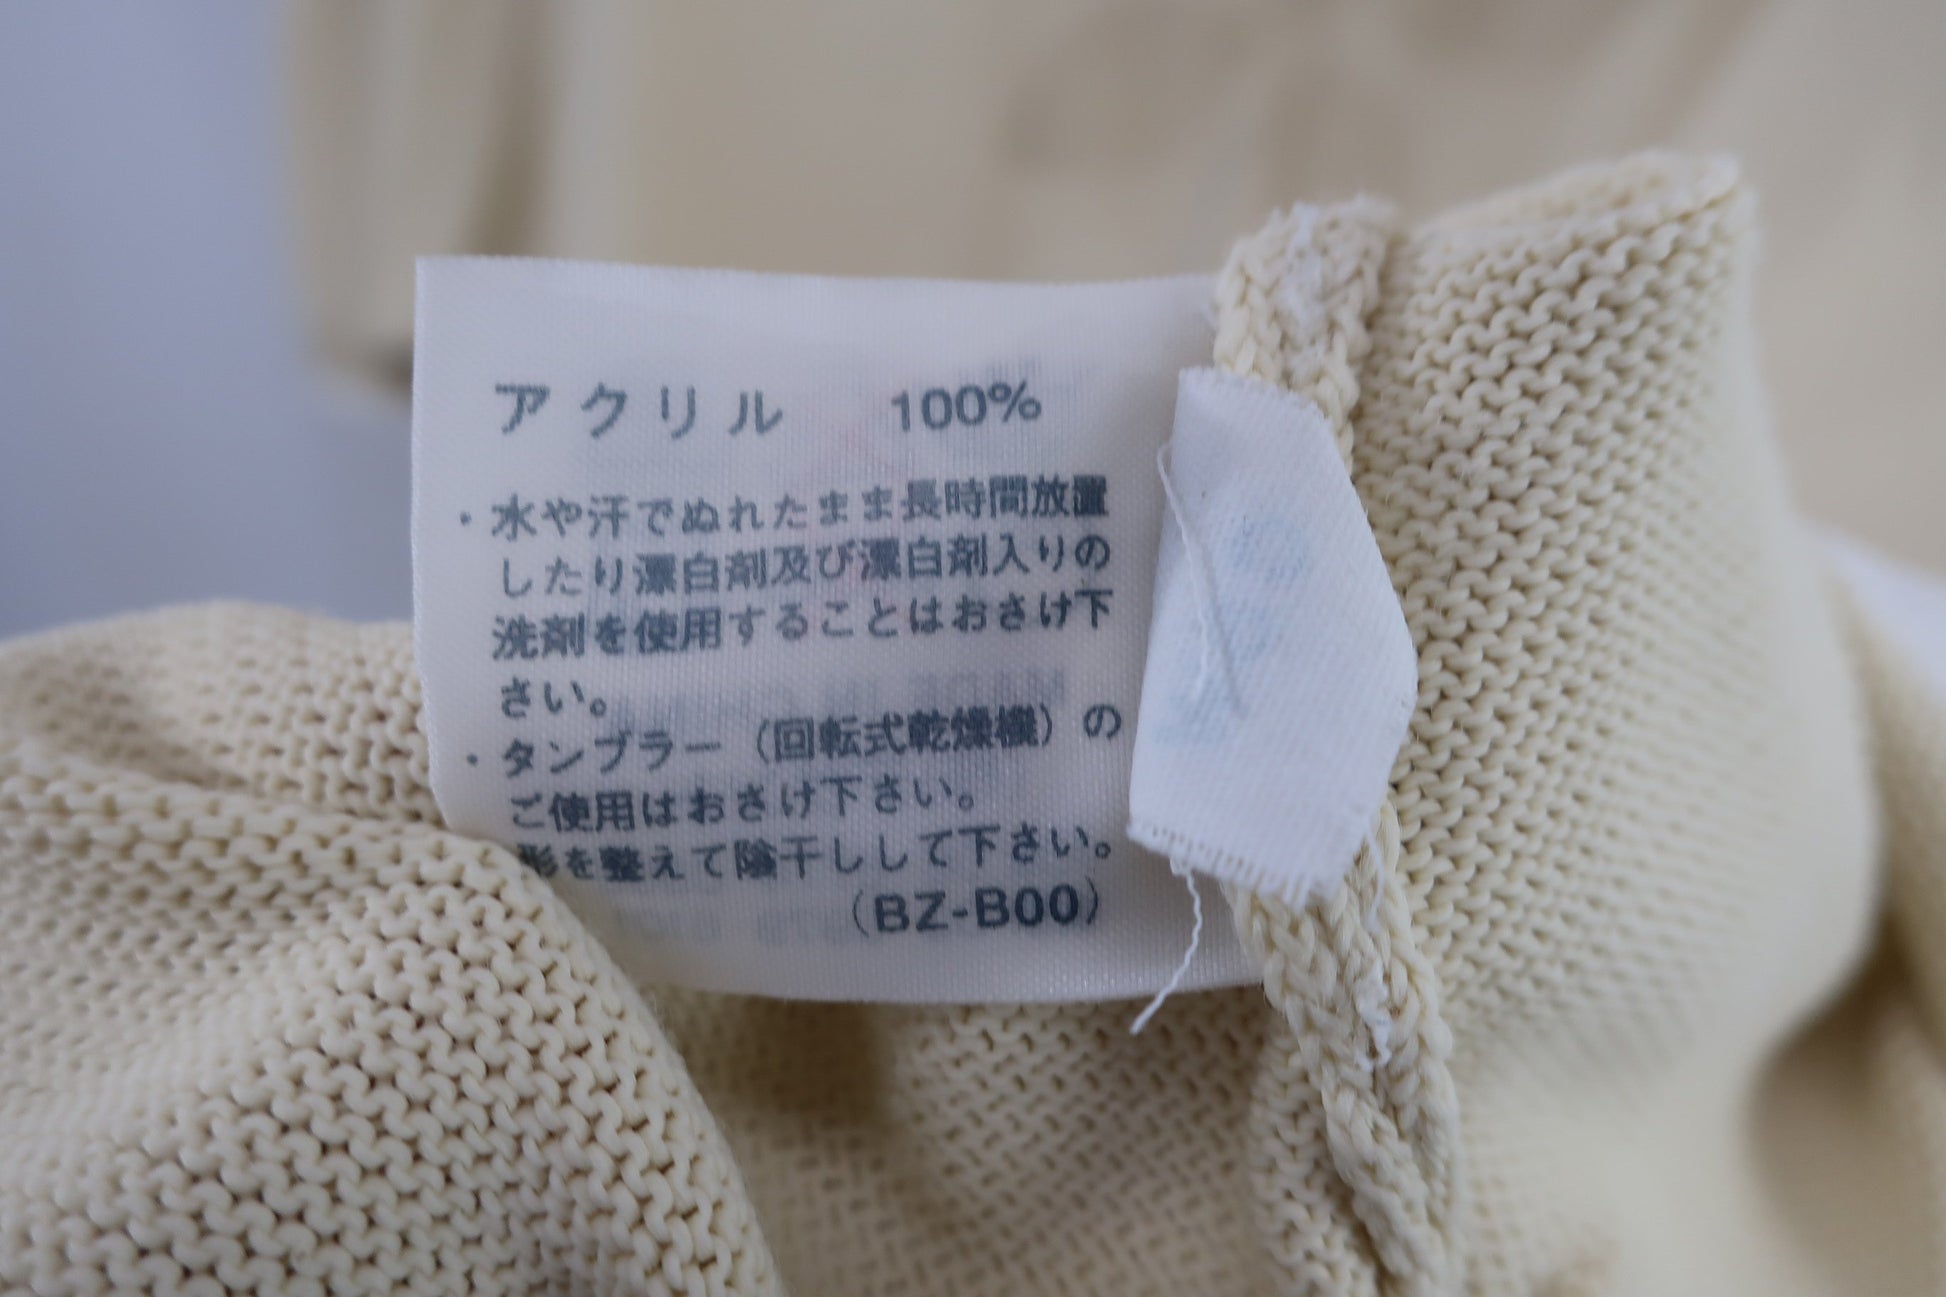 アクリル 100%
・水や汗でぬれたまま長時間放置
したり漂白剤及び漂白剤入りの
洗剤を使用することはおさけ下
さい。
・タンブラー（回転式乾燥機）の
ご使用はおさけ下さい。
形を整えて陰干しして下さい。
（BZ-B00）